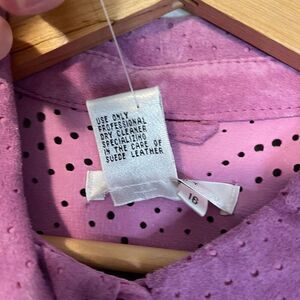 USE ONLY
PROFESSIONAL
DRY CLEANER
SPECIALIZING
IN THE CARE OF
SUEDE LEATHER
16